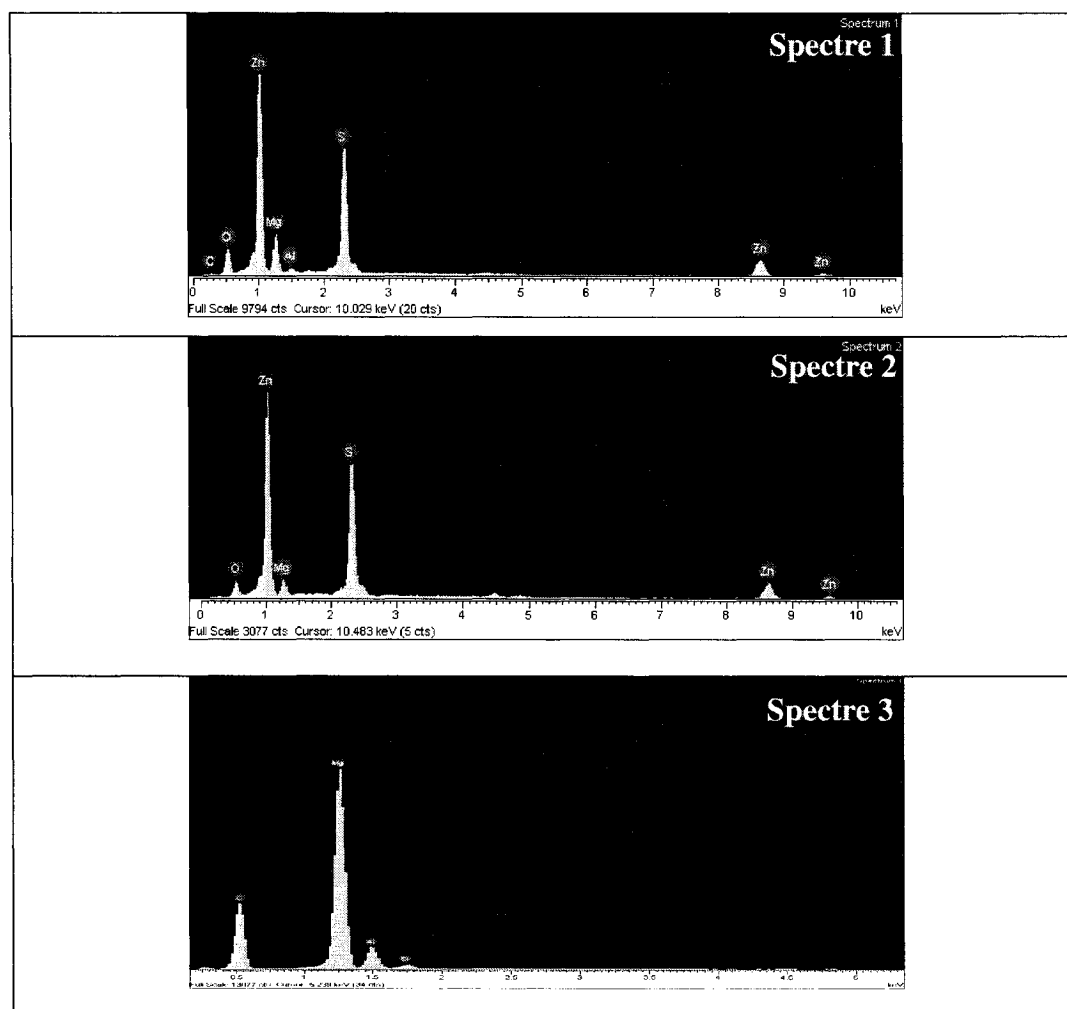 Spectrum 1
Spectre 1
Zn
S
Mg
O
Al
C
Zn
Zn
0 1 2 3 4 5 6 7 8 9 10
Full Scale 9794 cts Cursor: 10.029 keV (20 cts) keV
Spectrum 2
Spectre 2
Zn
S
O
Mg
Zn
Zn
0 1 2 3 4 5 6 7 8 9 10
Full Scale 3077 cts Cursor: 10.483 keV (5 cts) keV
Spectre 3
Mg
0.5 1 1.5 2 2.5 3 3.5 4 4.5 5
Full Scale Cursor: keV keV